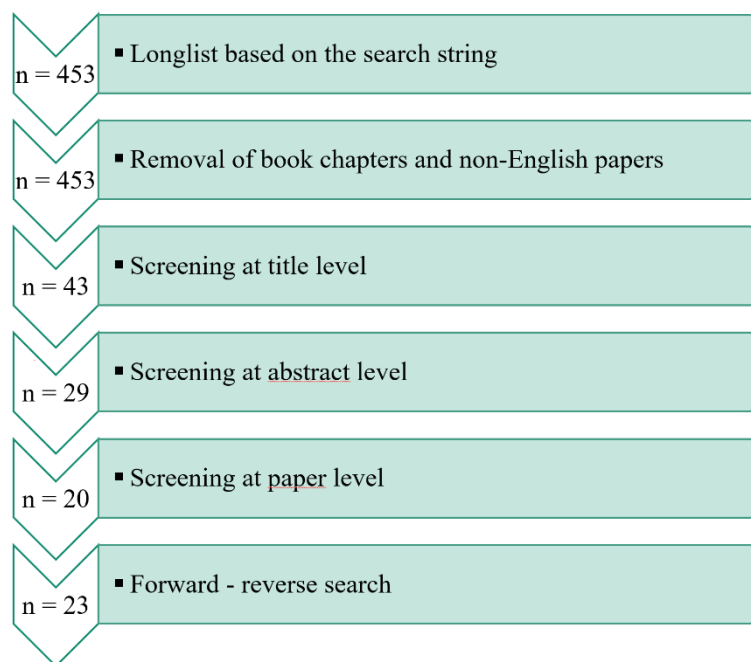 ▪ Longlist based on the search string
n = 453
▪ Removal of book chapters and non-English papers
n = 453
▪ Screening at title level
n = 43
▪ Screening at abstract level
n = 29
▪ Screening at paper level
n = 20
▪ Forward - reverse search
n = 23